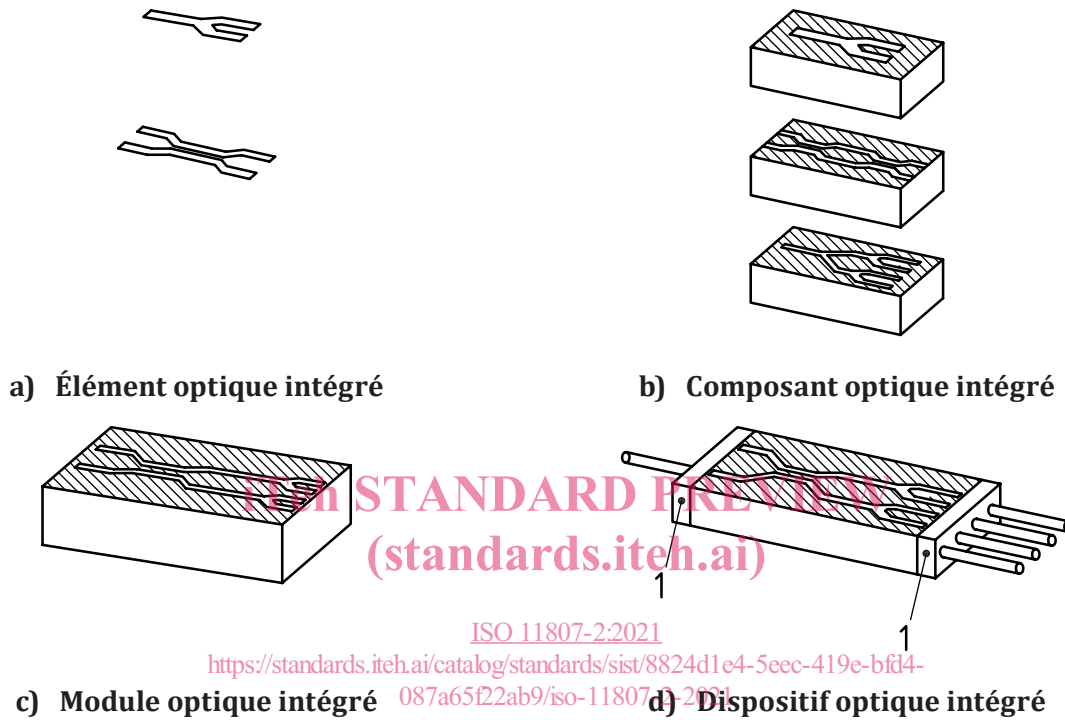 a) Élément optique intégré
b) Composant optique intégré
iTeh STANDARD PREVIEW
(standards.iteh.ai)
1
1
ISO 11807-2:2021
https://standards.iteh.ai/catalog/standards/sist/8824d1e4-5eec-419e-bfd4-
087a65f22ab9/iso-11807-2-2021
c) Module optique intégré
d) Dispositif optique intégré